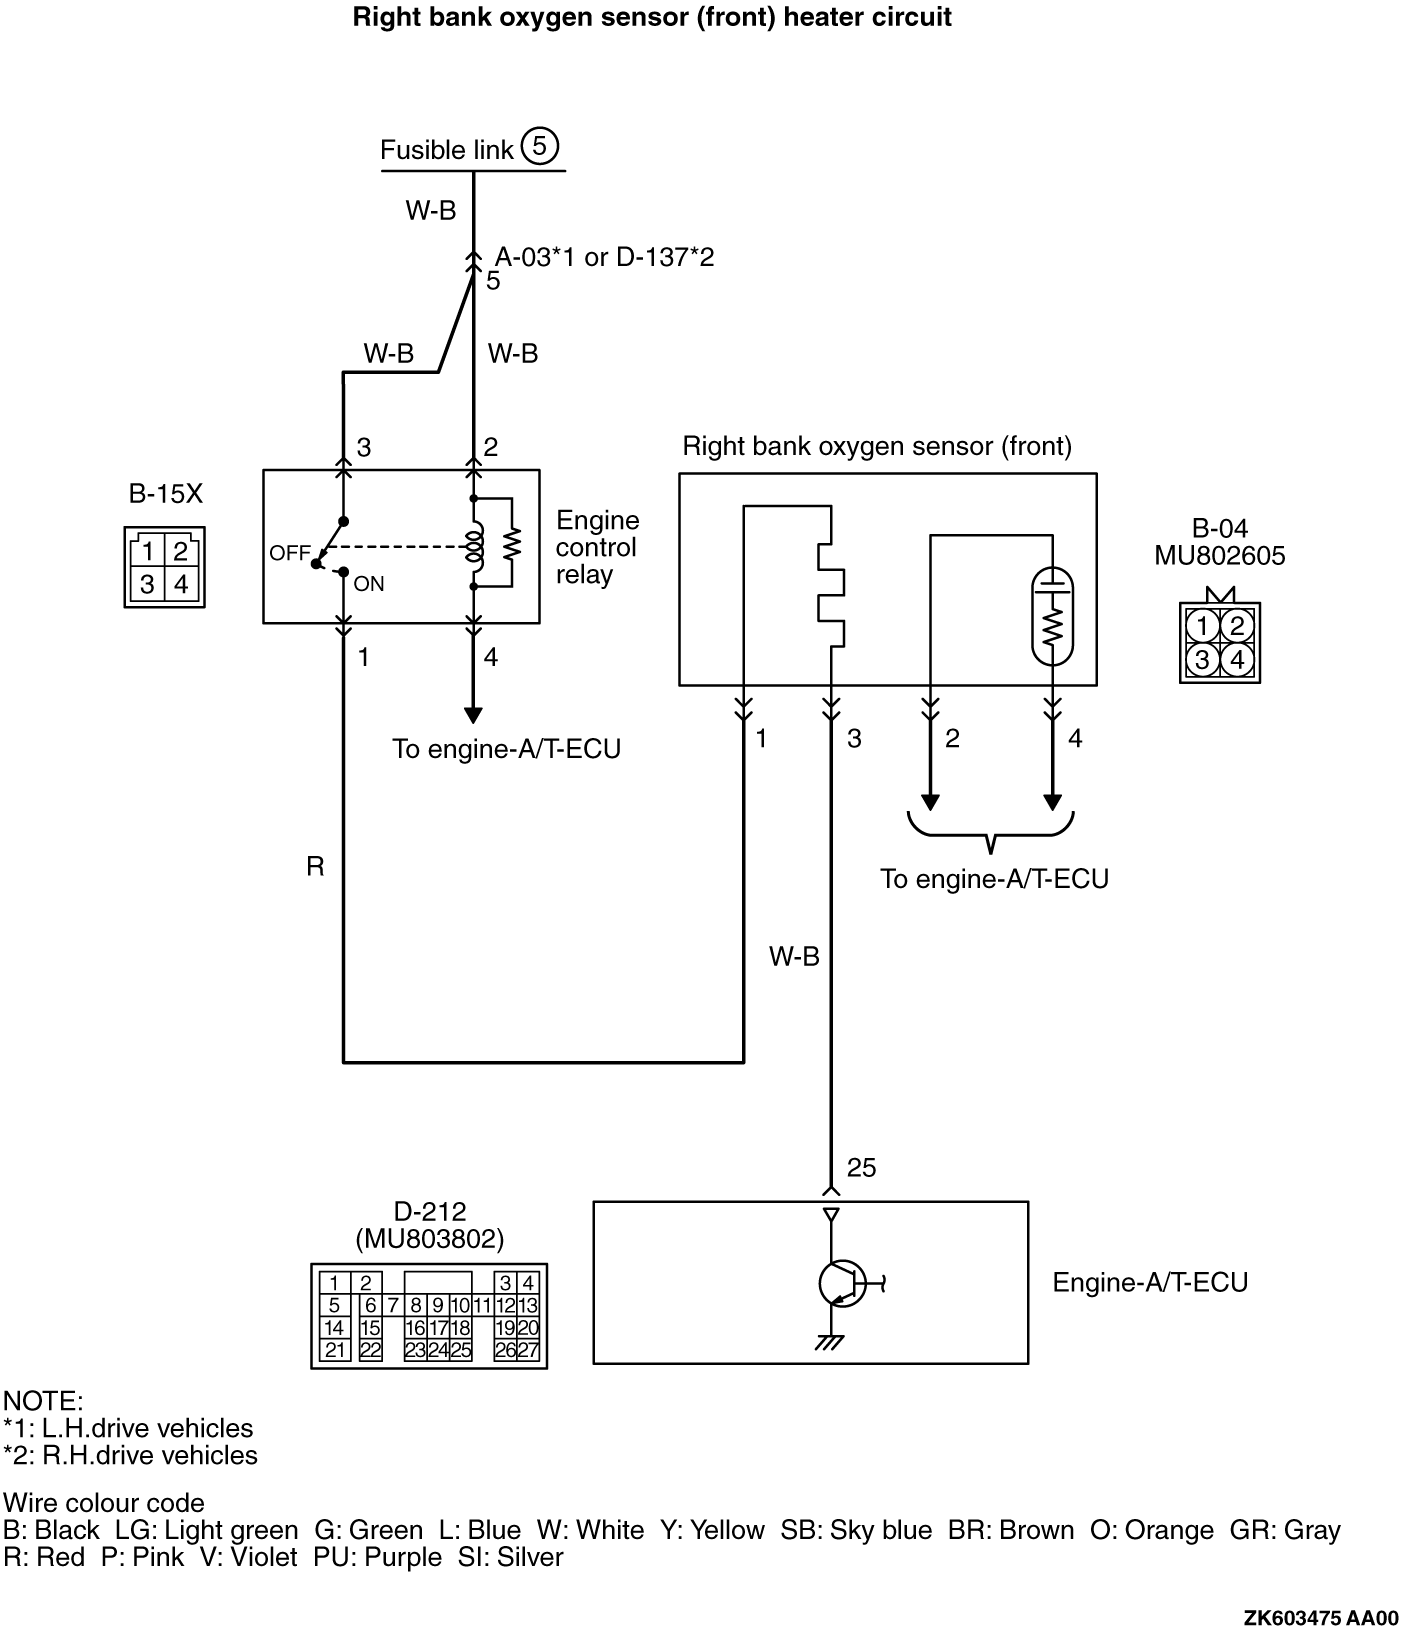 Right bank oxygen sensor (front) heater circuit
Fusible link 5
W-B
A-03*1 or D-137*2
5
W-B W-B
3 2
Right bank oxygen sensor (front)
B-15X
1 2
3 4
OFF
ON
Engine
control
relay
B-04
MU802605
1 2
3 4
1 4
To engine-A/T-ECU
1 3 2 4
To engine-A/T-ECU
R
W-B
25
D-212
(MU803802)
1 2 3 4
5 6 7 8 9 10 11 12 13
14 15 16 17 18 19 20
21 22 23 24 25 26 27
Engine-A/T-ECU
NOTE:
*1: L.H.drive vehicles
*2: R.H.drive vehicles
Wire colour code
B: Black LG: Light green G: Green L: Blue W: White Y: Yellow SB: Sky blue BR: Brown O: Orange GR: Gray
R: Red P: Pink V: Violet PU: Purple SI: Silver
ZK603475 AA00